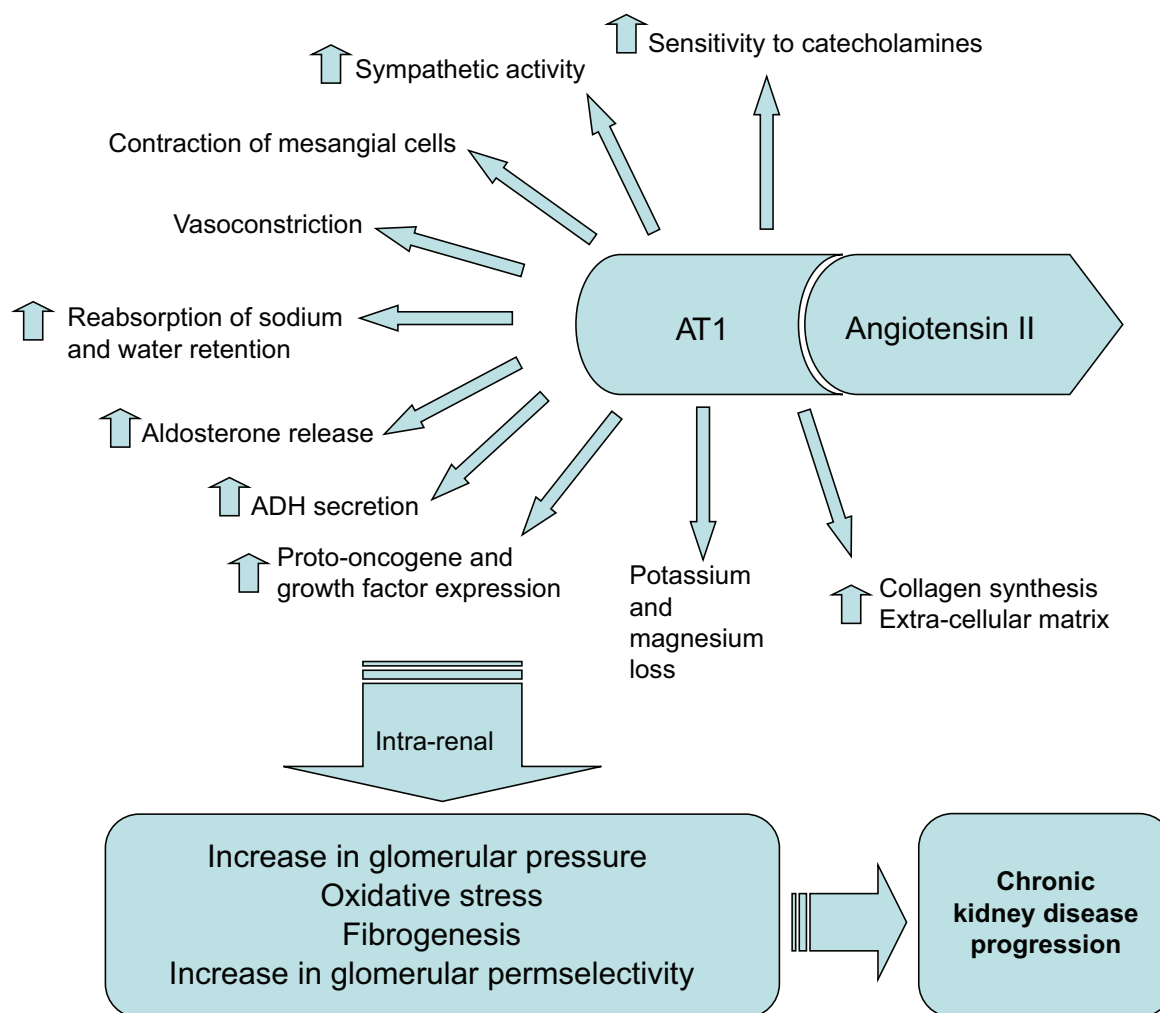 Sensitivity to catecholamines
Sympathetic activity
Contraction of mesangial cells
Vasoconstriction
Reabsorption of sodium
and water retention
AT1
Angiotensin II
Aldosterone release
ADH secretion
Proto-oncogene and
growth factor expression
Potassium
and
magnesium
loss
Collagen synthesis
Extra-cellular matrix
Intra-renal
Increase in glomerular pressure
Oxidative stress
Fibrogenesis
Increase in glomerular permselectivity
Chronic
kidney disease
progression